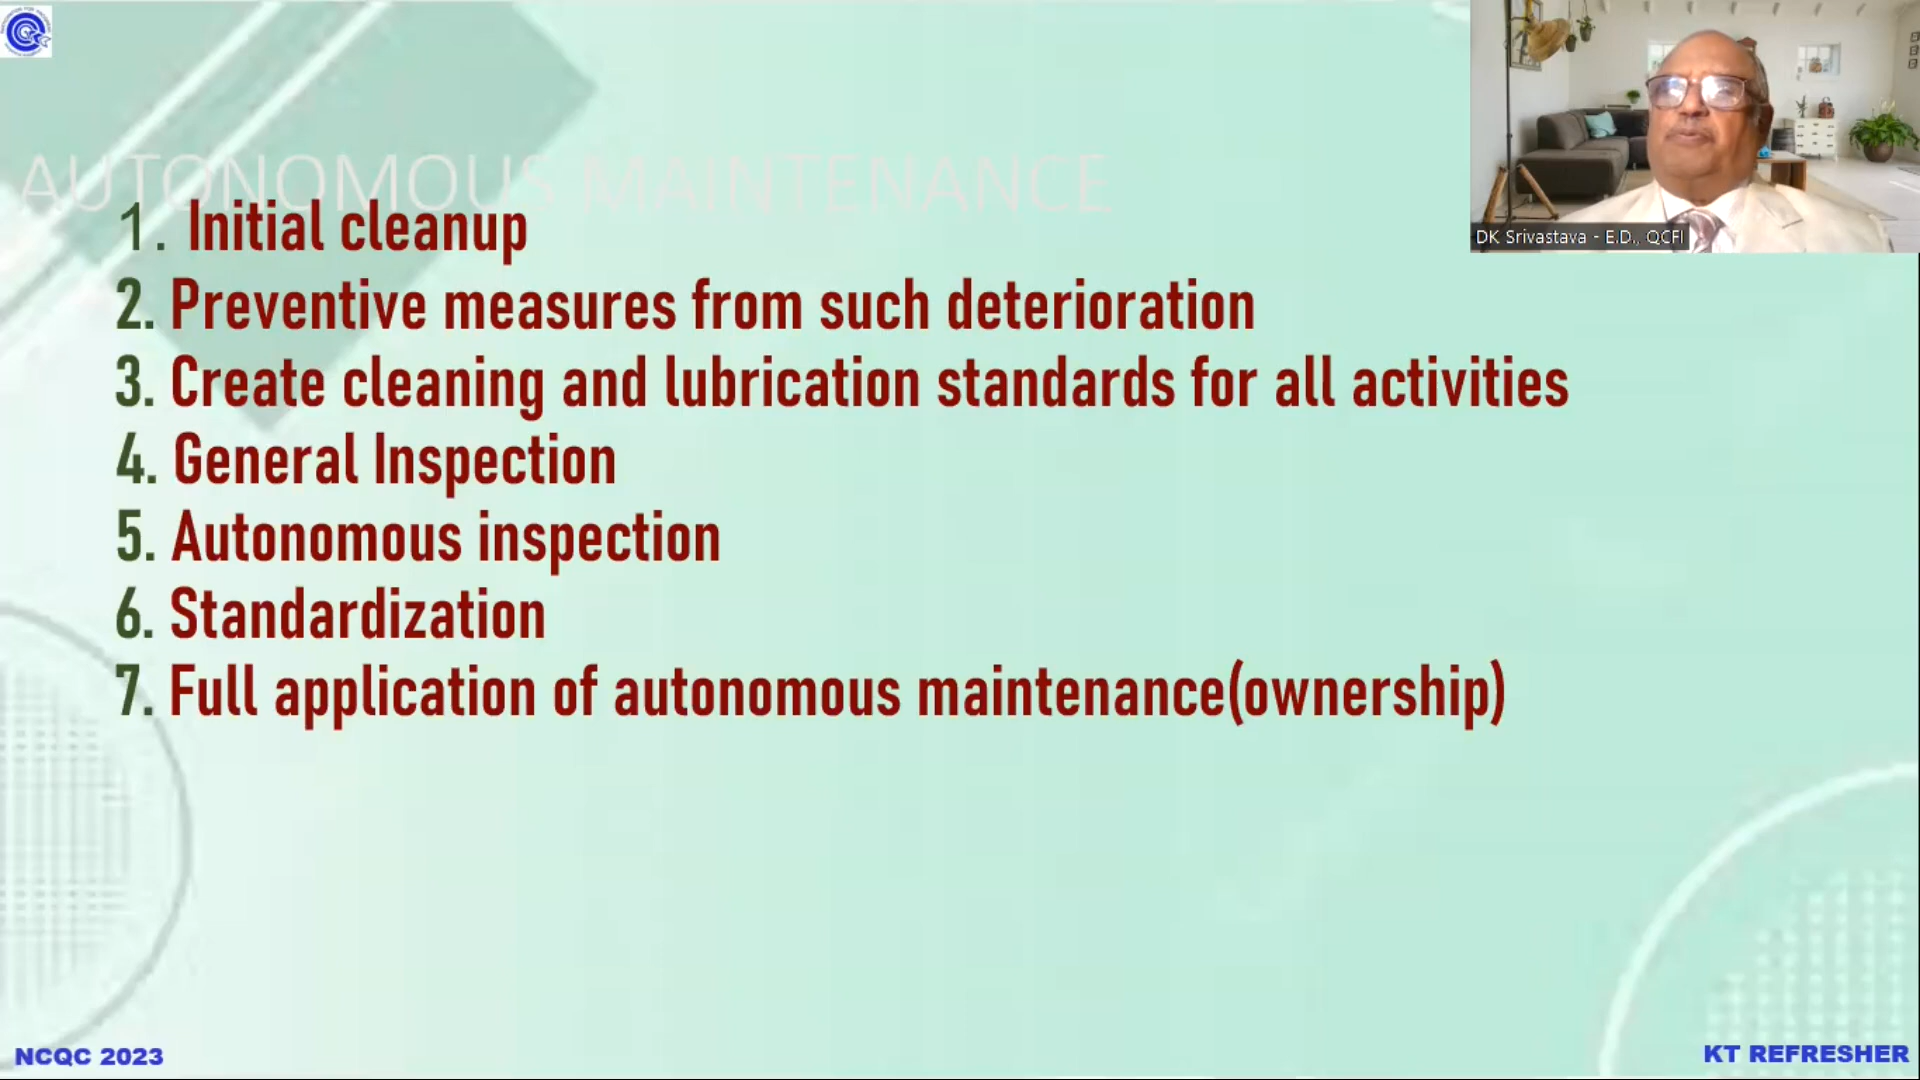 AUTONOMOUS MAINTENANCE
1. Initial cleanup
2. Preventive measures from such deterioration
3. Create cleaning and lubrication standards for all activities
4. General Inspection
5. Autonomous inspection
6. Standardization
7. Full application of autonomous maintenance(ownership)
DK Srivastava - E.D., QCFI
NCQC 2023
KT REFRESHER